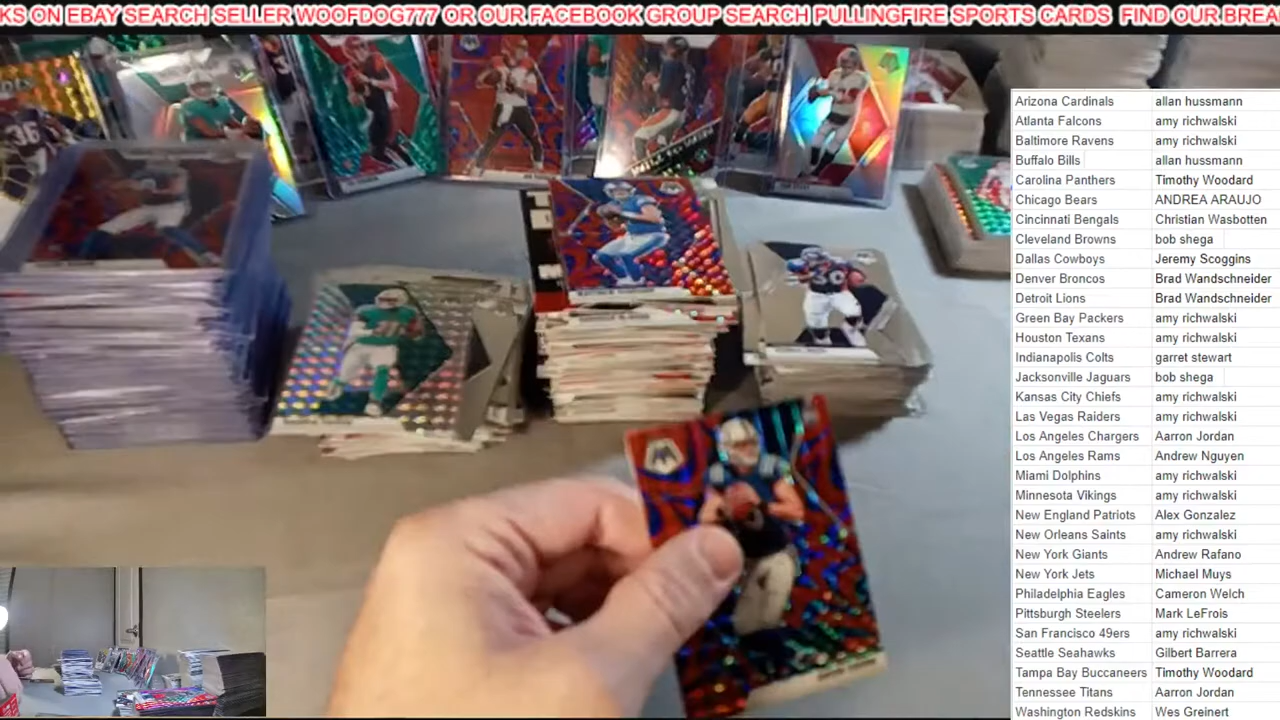 KS ON EBAY SEARCH SELLER WOOFDOG777 OR OUR FACEBOOK GROUP SEARCH PULLINGFIRE SPORTS CARDS FIND OUR BREA
Arizona Cardinals allan hussmann
Atlanta Falcons amy richwalski
Baltimore Ravens amy richwalski
Buffalo Bills allan hussmann
Carolina Panthers Timothy Woodard
Chicago Bears ANDREA ARAUJO
Cincinnati Bengals Christian Wasbotten
Cleveland Browns bob shega
Dallas Cowboys Jeremy Scoggins
Denver Broncos Brad Wandschneider
Detroit Lions Brad Wandschneider
Green Bay Packers amy richwalski
Houston Texans amy richwalski
Indianapolis Colts garret stewart
Jacksonville Jaguars bob shega
Kansas City Chiefs amy richwalski
Las Vegas Raiders amy richwalski
Los Angeles Chargers Aarron Jordan
Los Angeles Rams Andrew Nguyen
Miami Dolphins amy richwalski
Minnesota Vikings amy richwalski
New England Patriots Alex Gonzalez
New Orleans Saints amy richwalski
New York Giants Andrew Rafano
New York Jets Michael Muys
Philadelphia Eagles Cameron Welch
Pittsburgh Steelers Mark LeFrois
San Francisco 49ers amy richwalski
Seattle Seahawks Gilbert Barrera
Tampa Bay Buccaneers Timothy Woodard
Tennessee Titans Aarron Jordan
Washington Redskins Wes Greinert